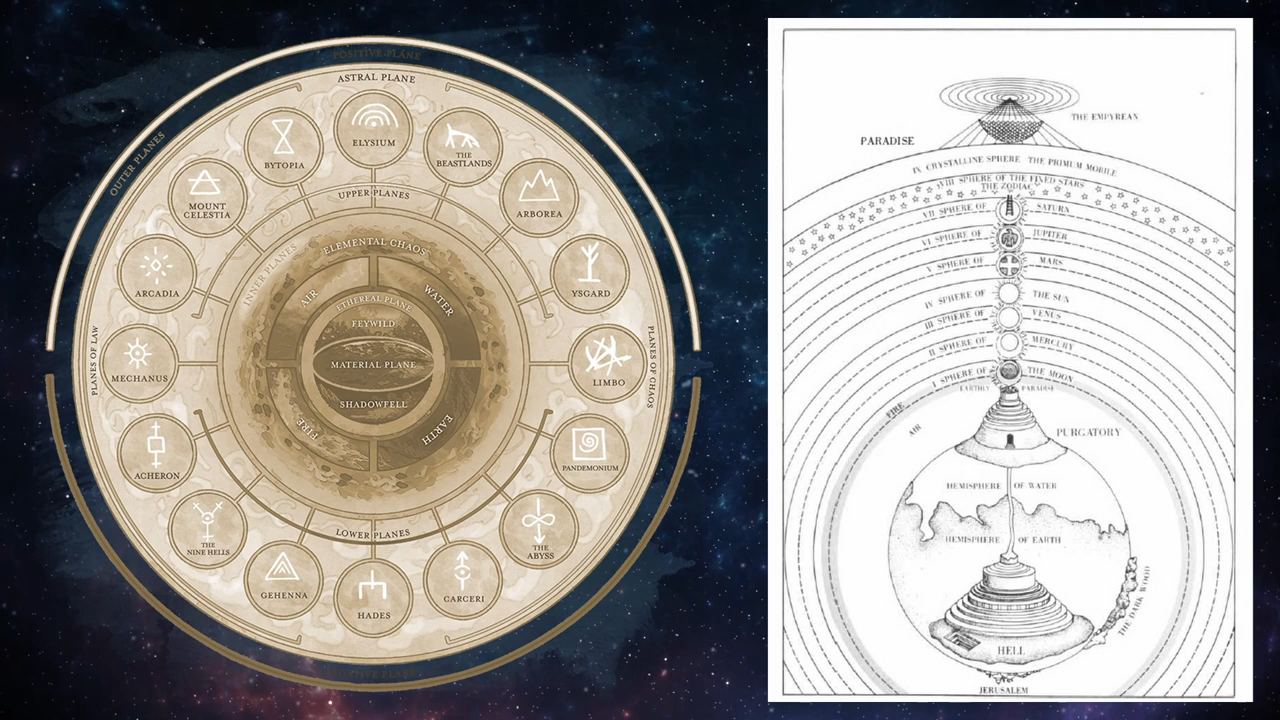 POSITIVE PLANE
ASTRAL PLANE
OUTER PLANES
ELYSIUM
BYTOPIA
THE
BEASTLANDS
MOUNT
CELESTIA
UPPER PLANES
ARBOREA
ARCADIA
INNER PLANES
ELEMENTAL CHAOS
YSGARD
AIR
WATER
ETHEREAL PLANE
FEYWILD
PLANES OF LAW
MECHANUS
MATERIAL PLANE
LIMBO
PLANES OF CHAOS
SHADOWFELL
FIRE
EARTH
ACHERON
PANDEMONIUM
THE
NINE HELLS
LOWER PLANES
THE
ABYSS
GEHENNA
HADES
CARCERI
PLANE
THE EMPYREAN
PARADISE
IX CRYSTALLINE SPHERE THE PRIMUM MOBILE
VIII SPHERE OF THE FIXED STARS
THE ZODIAC
VII SPHERE OF SATURN
VI SPHERE OF JUPITER
V SPHERE OF MARS
IV SPHERE OF THE SUN
III SPHERE OF VENUS
II SPHERE OF MERCURY
I SPHERE OF THE MOON
EARTHLY PARADISE
FIRE
AIR
PURGATORY
HEMISPHERE OF WATER
HEMISPHERE OF EARTH
THE DARK WOOD
HELL
JERUSALEM